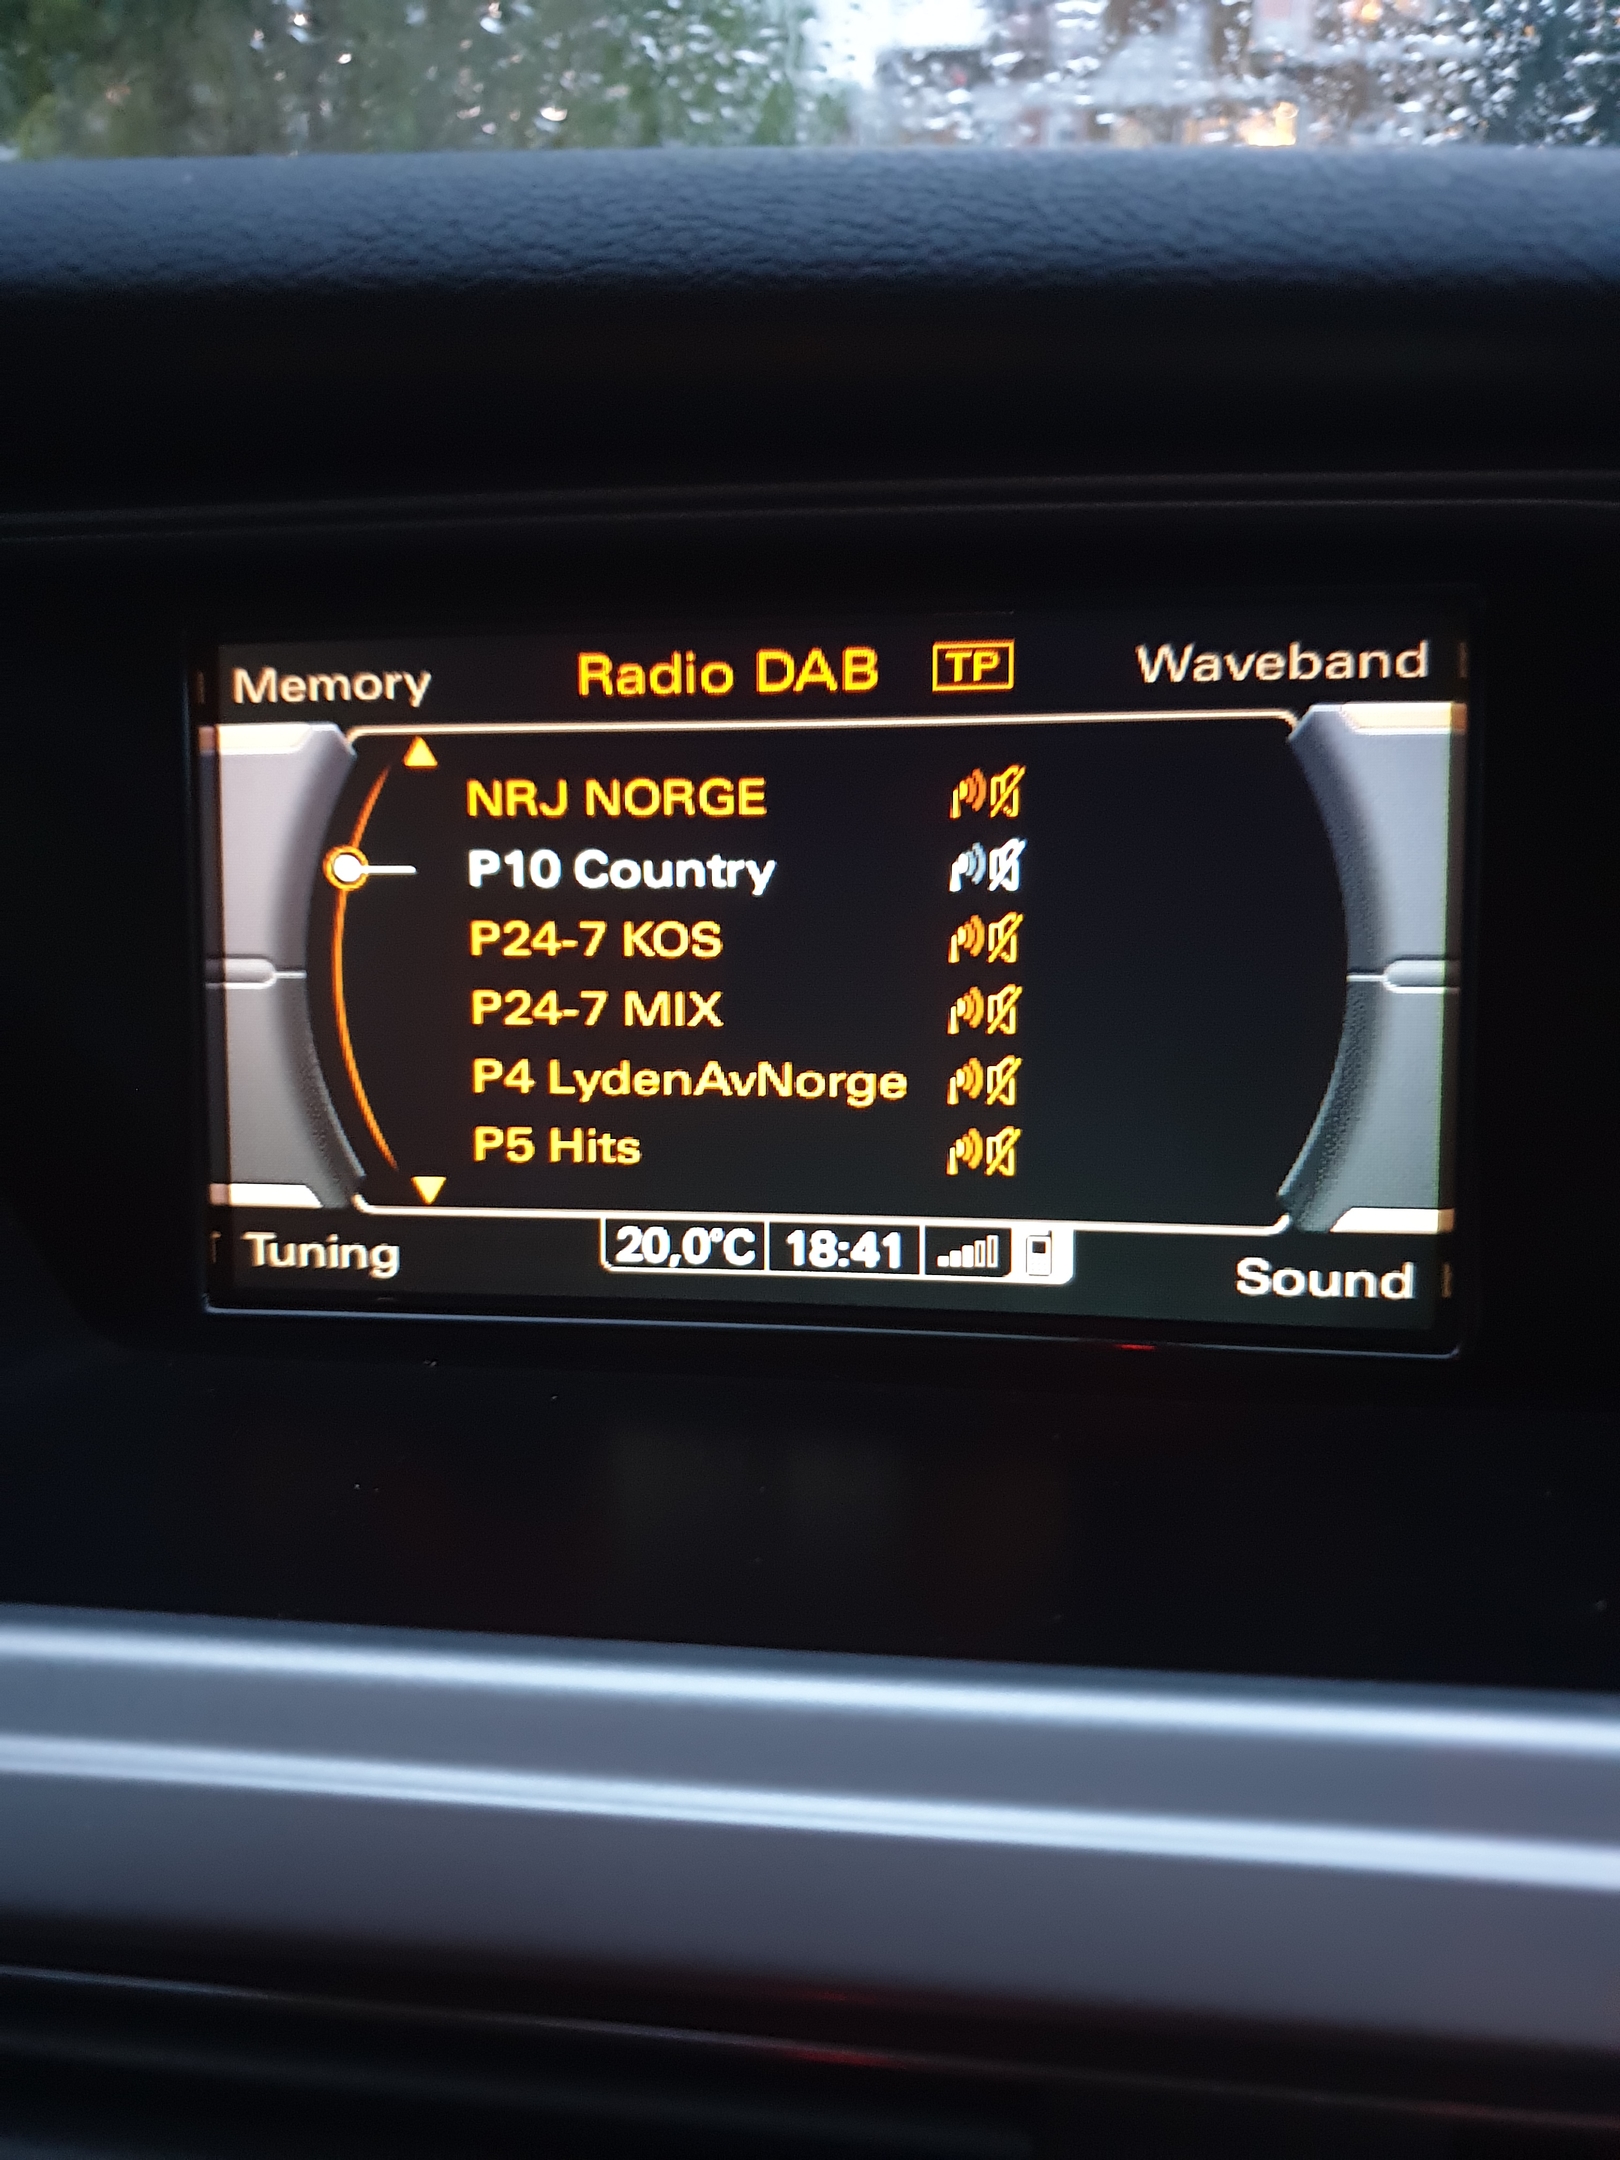 Memory Radio DAB TP Waveband
NRJ NORGE
P10 Country
P24-7 KOS
P24-7 MIX
P4 LydenAvNorge
P5 Hits
Tuning 20,0°C 18:41 Sound